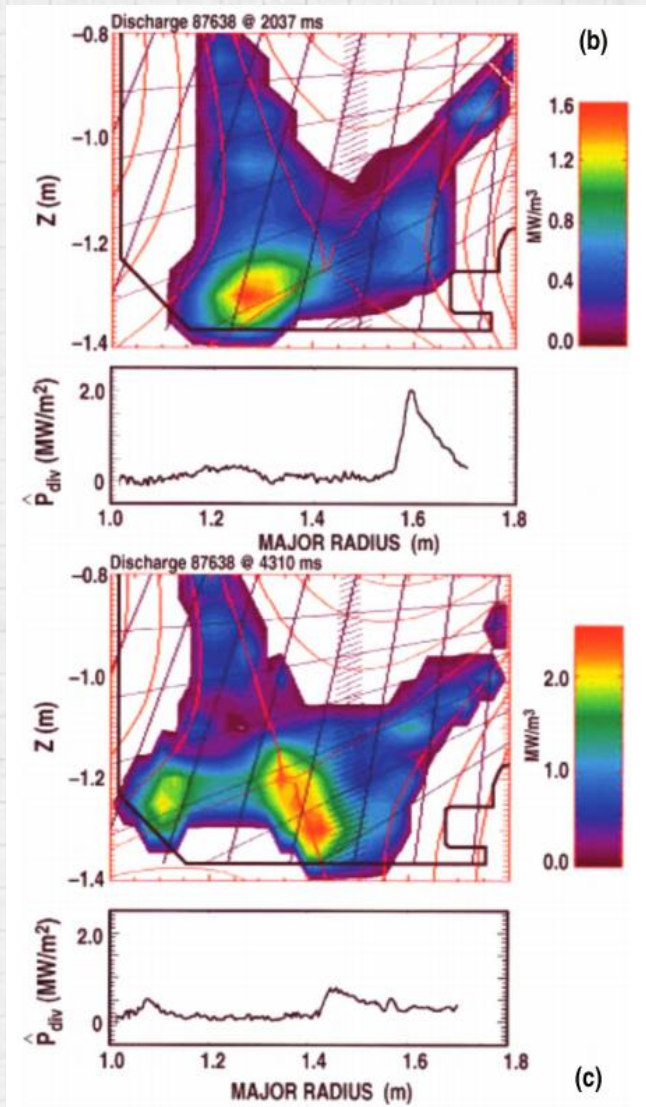 Discharge 87638 @ 2037 ms
(b)
−0.8
−1.0
−1.2
−1.4
Z (m)
1.6
1.2
0.8
0.4
0.0
MW/m³
2.0
0
P̂div (MW/m²)
1.0 1.2 1.4 1.6 1.8
MAJOR RADIUS (m)
Discharge 87638 @ 4310 ms
−0.8
−1.0
−1.2
−1.4
Z (m)
2.0
1.0
0.0
MW/m³
2.0
0
P̂div (MW/m²)
1.0 1.2 1.4 1.6 1.8
MAJOR RADIUS (m)
(c)